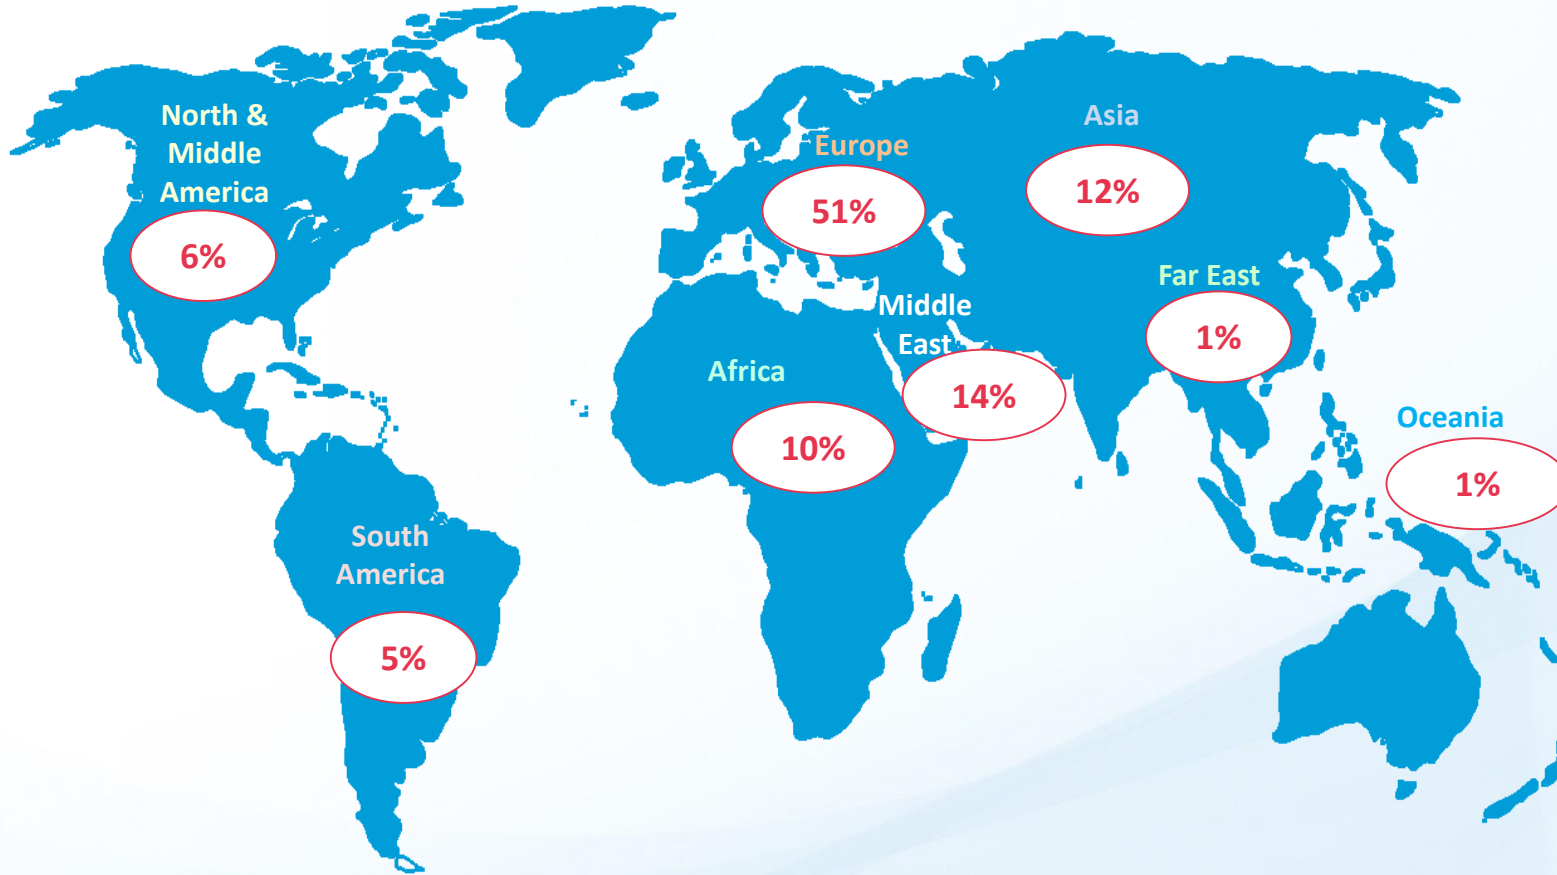 North &
Middle
America
6%
South
America
5%
Europe
51%
Africa
10%
Middle
East
14%
Asia
12%
Far East
1%
Oceania
1%